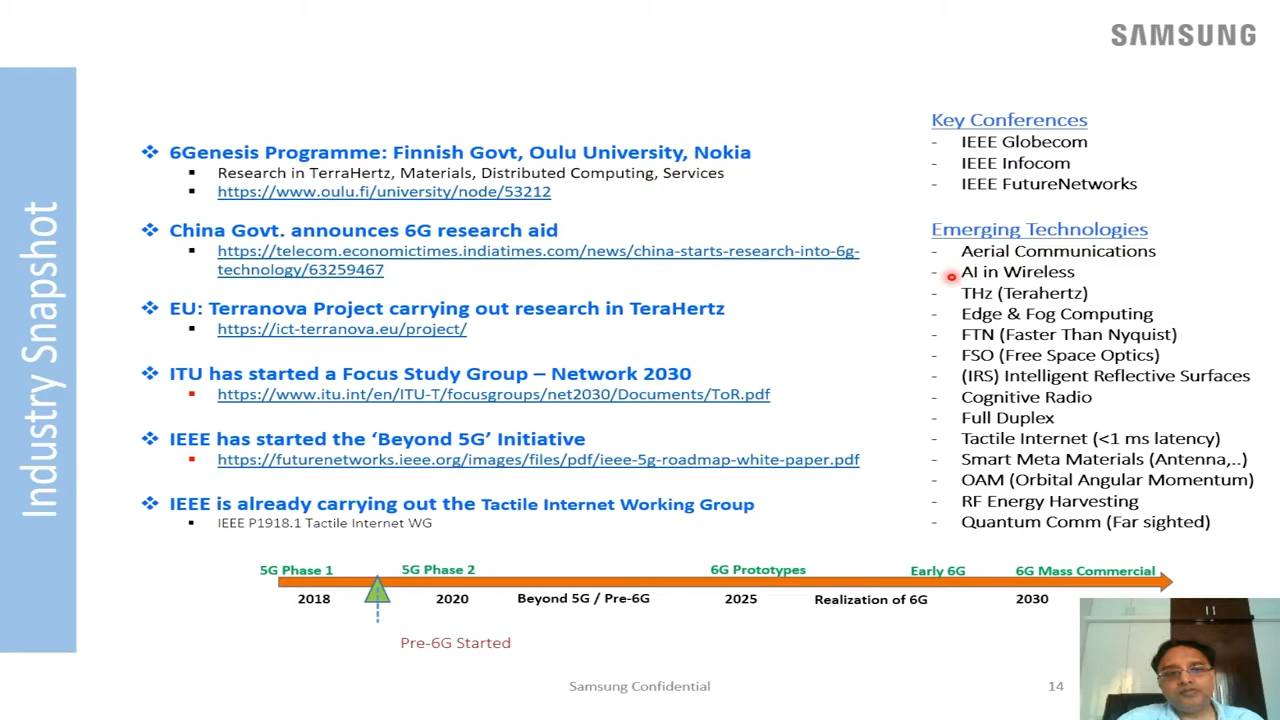 SAMSUNG
Industry Snapshot
6Genesis Programme: Finnish Govt, Oulu University, Nokia
Research in TerraHertz, Materials, Distributed Computing, Services
https://www.oulu.fi/university/node/53212
China Govt. announces 6G research aid
https://telecom.economictimes.indiatimes.com/news/china-starts-research-into-6g-
technology/63259467
EU: Terranova Project carrying out research in TeraHertz
https://ict-terranova.eu/project/
ITU has started a Focus Study Group – Network 2030
https://www.itu.int/en/ITU-T/focusgroups/net2030/Documents/ToR.pdf
IEEE has started the ‘Beyond 5G’ Initiative
https://futurenetworks.ieee.org/images/files/pdf/ieee-5g-roadmap-white-paper.pdf
IEEE is already carrying out the Tactile Internet Working Group
IEEE P1918.1 Tactile Internet WG
Key Conferences
- IEEE Globecom
- IEEE Infocom
- IEEE FutureNetworks
Emerging Technologies
- Aerial Communications
- AI in Wireless
- THz (Terahertz)
- Edge & Fog Computing
- FTN (Faster Than Nyquist)
- FSO (Free Space Optics)
- (IRS) Intelligent Reflective Surfaces
- Cognitive Radio
- Full Duplex
- Tactile Internet (<1 ms latency)
- Smart Meta Materials (Antenna,..)
- OAM (Orbital Angular Momentum)
- RF Energy Harvesting
- Quantum Comm (Far sighted)
5G Phase 1 5G Phase 2 6G Prototypes Early 6G 6G Mass Commercial
2018 2020 Beyond 5G / Pre-6G 2025 Realization of 6G 2030
Pre-6G Started
Samsung Confidential 14